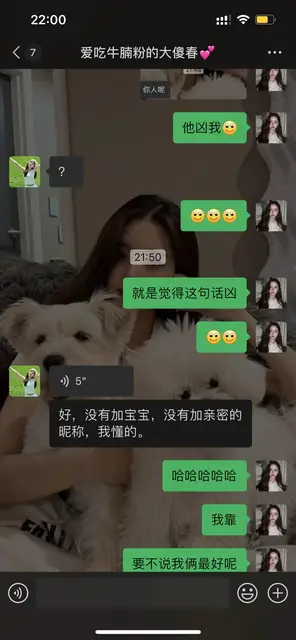 22:00
7
爱吃牛腩粉的大傻春💕
你人呢
他凶我🙂
?
🙂🙂🙂
21:50
就是觉得这句话凶
🙂🙂
5"
好，没有加宝宝，没有加亲密的
昵称，我懂的。
哈哈哈哈哈
我靠
要不说我俩最好呢